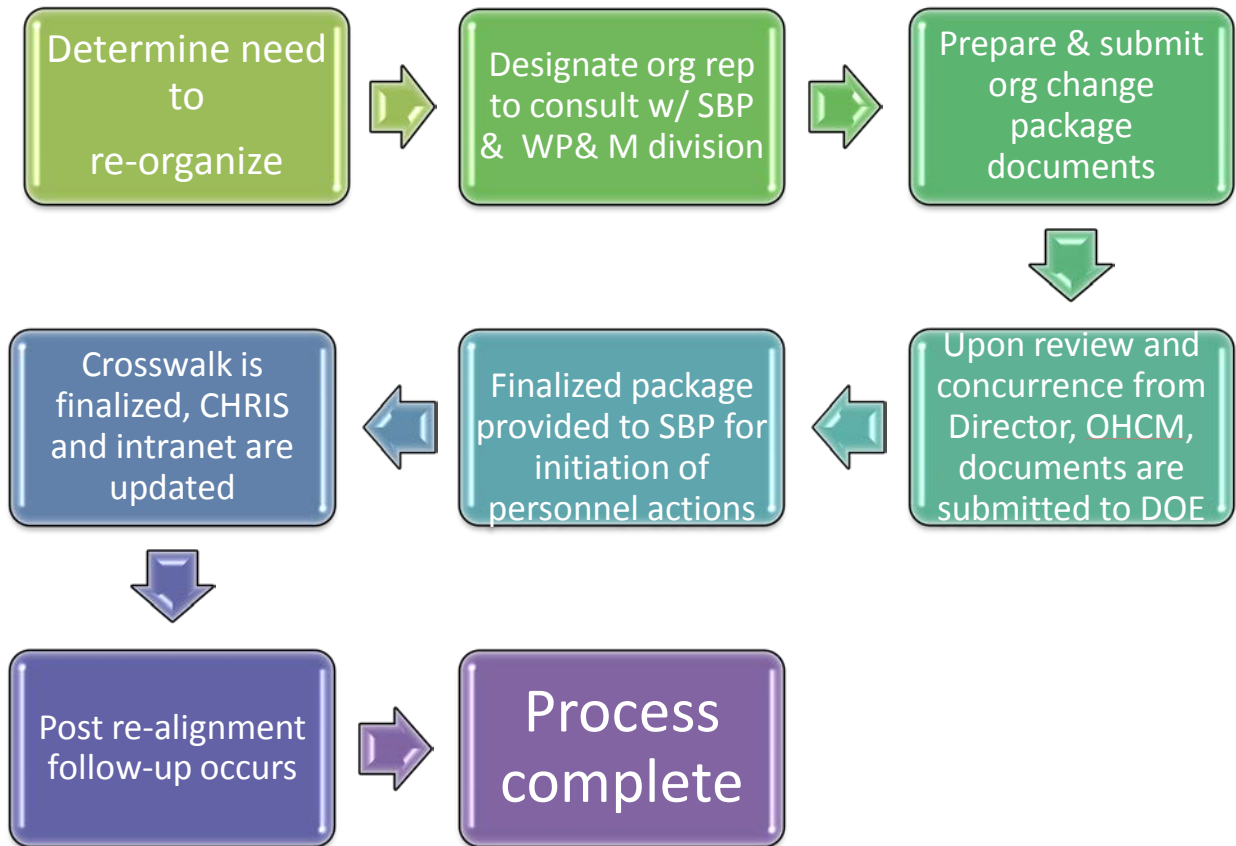 Determine need
to
re-organize
Designate org rep
to consult w/ SBP
& WP& M division
Prepare & submit
org change
package
documents
Upon review and
concurrence from
Director, OHCM,
documents are
submitted to DOE
Finalized package
provided to SBP for
initiation of
personnel actions
Crosswalk is
finalized, CHRIS
and intranet are
updated
Post re-alignment
follow-up occurs
Process
complete